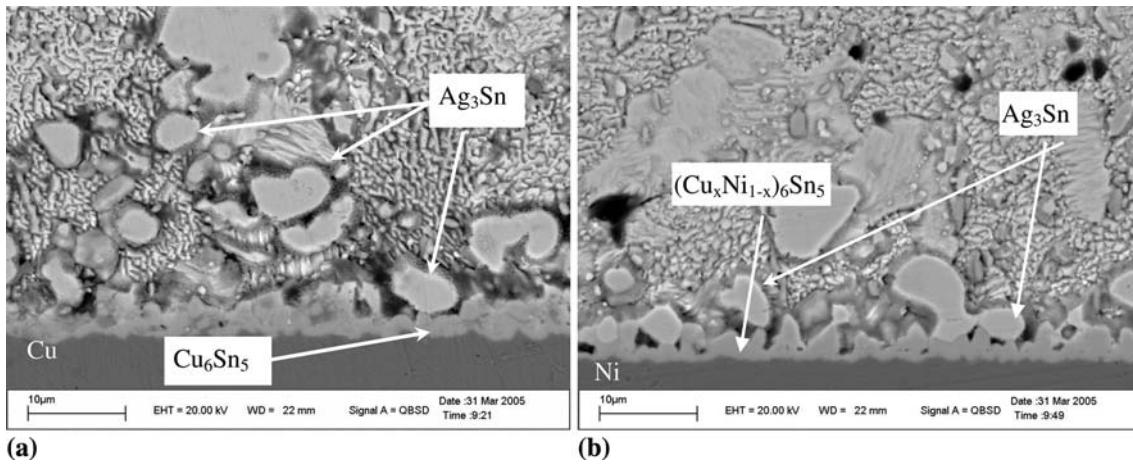 Ag₃Sn
Cu
Cu₆Sn₅
10µm
EHT = 20.00 kV WD = 22 mm Signal A = QBSD
Date :31 Mar 2005
Time :9:21
(a)
Ag₃Sn
(CuₓNi₁₋ₓ)₆Sn₅
Ni
10µm
EHT = 20.00 kV WD = 22 mm Signal A = QBSD
Date :31 Mar 2005
Time :9:49
(b)